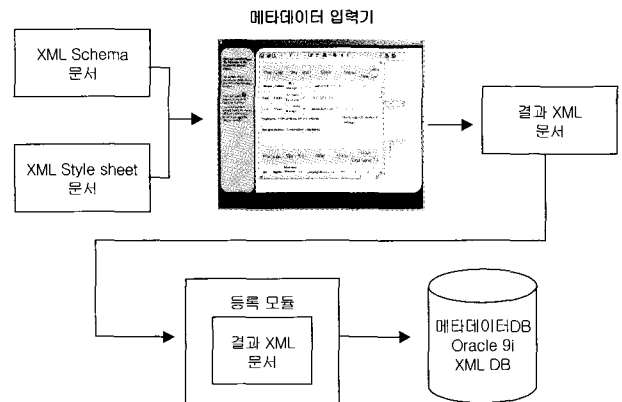 메타데이터 입력기
XML Schema
문서
XML Style sheet
문서
결과 XML
문서
등록 모듈
결과 XML
문서
메타데이터DB
Oracle 9i
XML DB